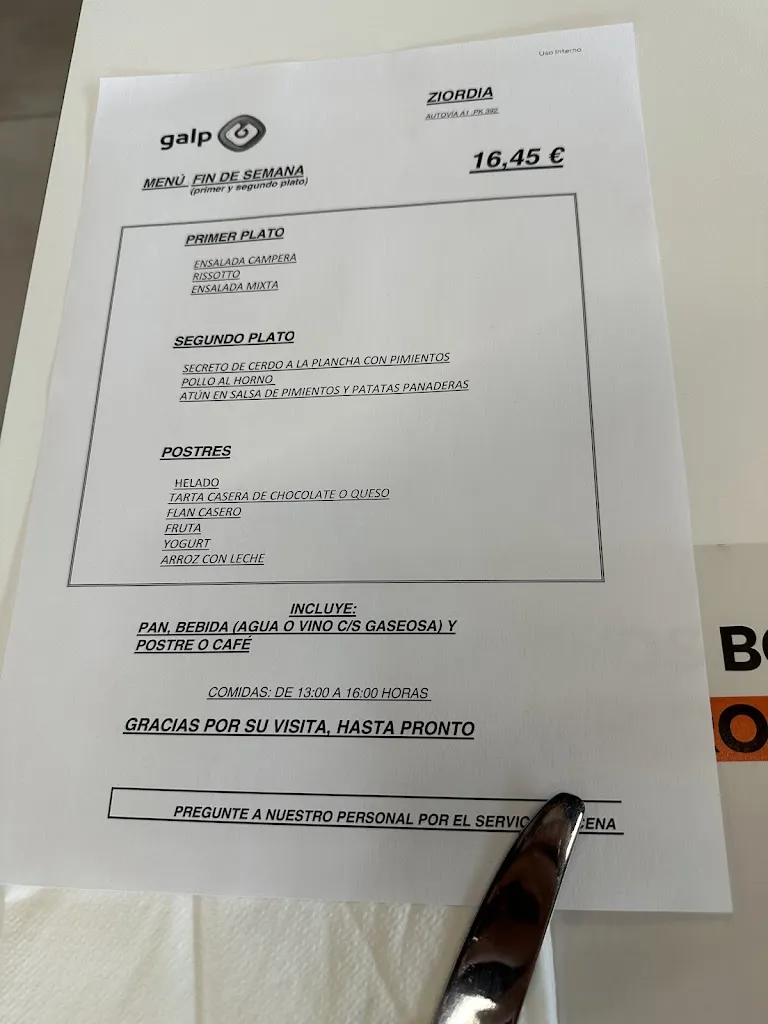 Uso Interno
galp
ZIORDIA
AUTOVÍA A1 .PK 392
MENÚ FIN DE SEMANA
(primer y segundo plato)
16,45 €
PRIMER PLATO
ENSALADA CAMPERA
RISSOTTO
ENSALADA MIXTA
SEGUNDO PLATO
SECRETO DE CERDO A LA PLANCHA CON PIMIENTOS
POLLO AL HORNO
ATÚN EN SALSA DE PIMIENTOS Y PATATAS PANADERAS
POSTRES
HELADO
TARTA CASERA DE CHOCOLATE O QUESO
FLAN CASERO
FRUTA
YOGURT
ARROZ CON LECHE
INCLUYE:
PAN, BEBIDA (AGUA O VINO C/S GASEOSA) Y
POSTRE O CAFÉ
COMIDAS: DE 13:00 A 16:00 HORAS
GRACIAS POR SU VISITA, HASTA PRONTO
PREGUNTE A NUESTRO PERSONAL POR EL CENA